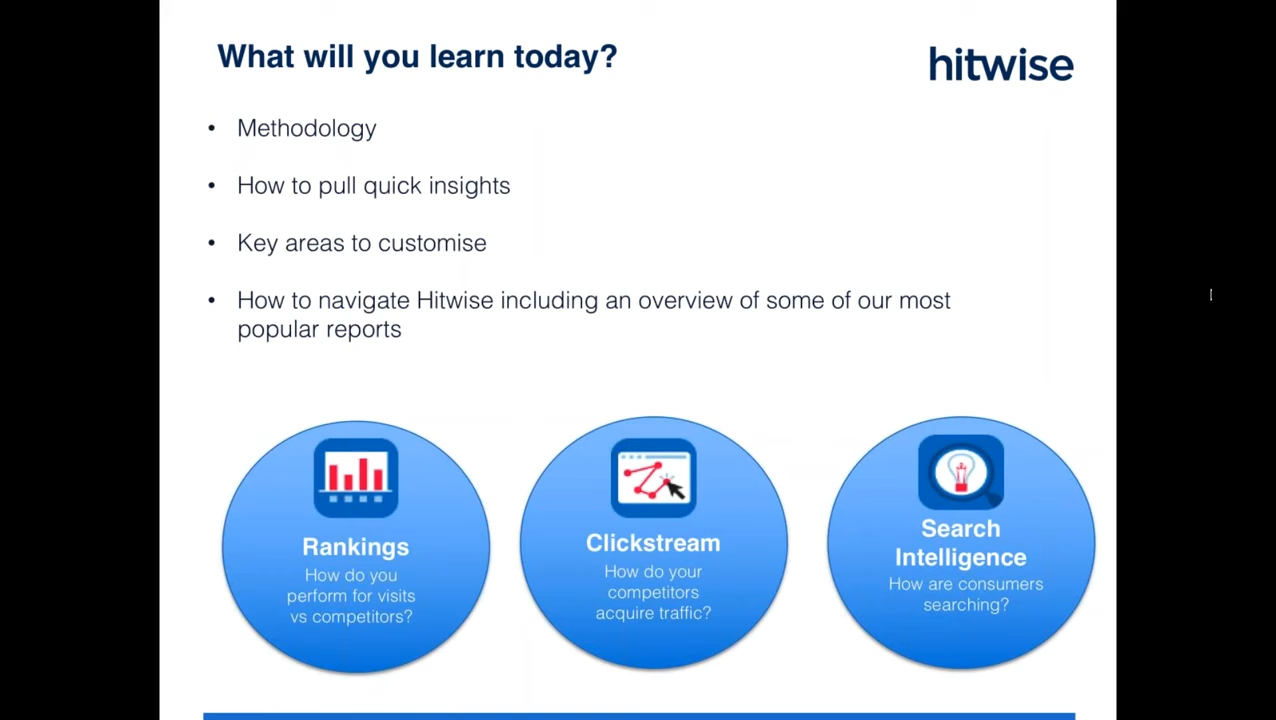 What will you learn today?
hitwise
• Methodology
• How to pull quick insights
• Key areas to customise
• How to navigate Hitwise including an overview of some of our most
popular reports
Rankings
How do you
perform for visits
vs competitors?
Clickstream
How do your
competitors
acquire traffic?
Search
Intelligence
How are consumers
searching?